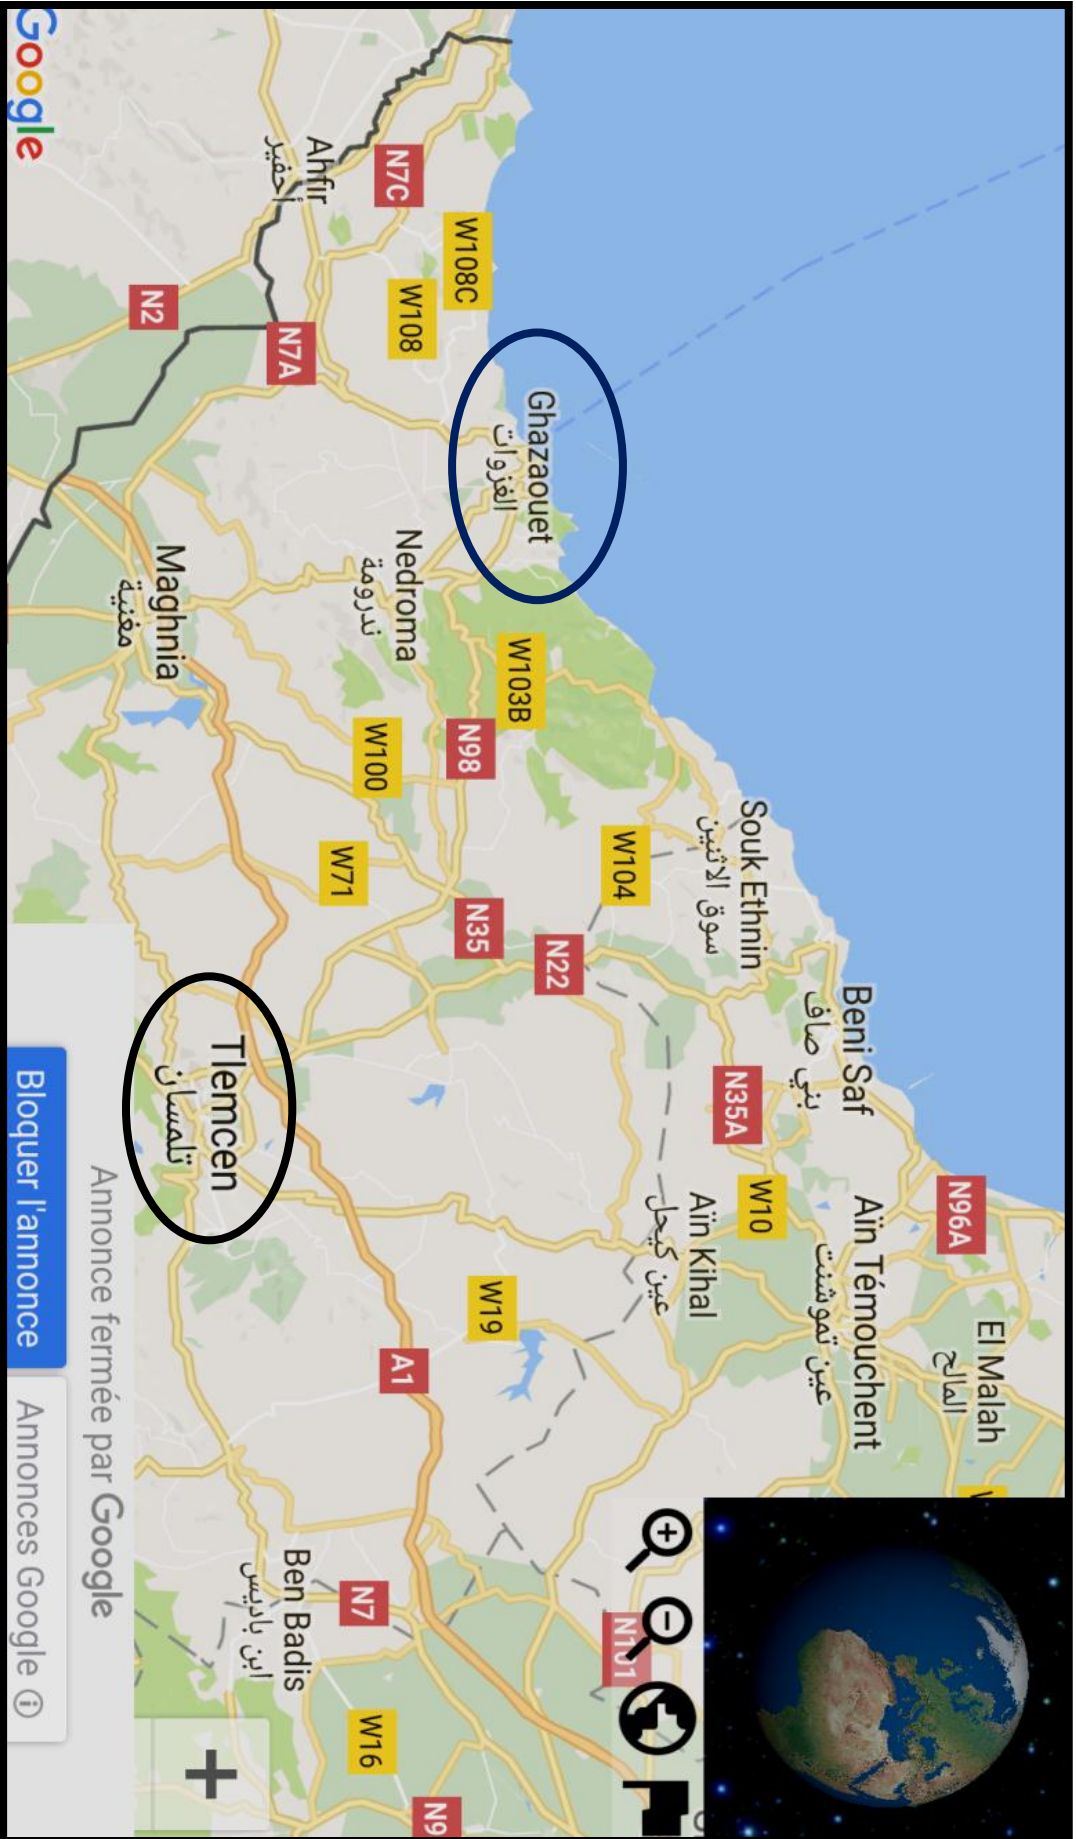 El Malah
المالح
N96A
Aïn Témouchent
عين تموشنت
Beni Saf
بني صاف
W10
Souk Ethnin
سوق الاثنين
N35A
Aïn Kihal
عين كيحل
W104
N101
N22
Ghazaouet
الغزوات
W103B
W19
N35
N98
W108C
N9
W108
Nedroma
ندرومة
A1
N7C
W100
W16
N7
W71
Ahfir
أحفير
Ben Badis
ابن باديس
N7A
Tlemcen
تلمسان
Maghnia
مغنية
N2
Annonce fermée par Google
Google
Bloquer l'annonce
Annonces Google